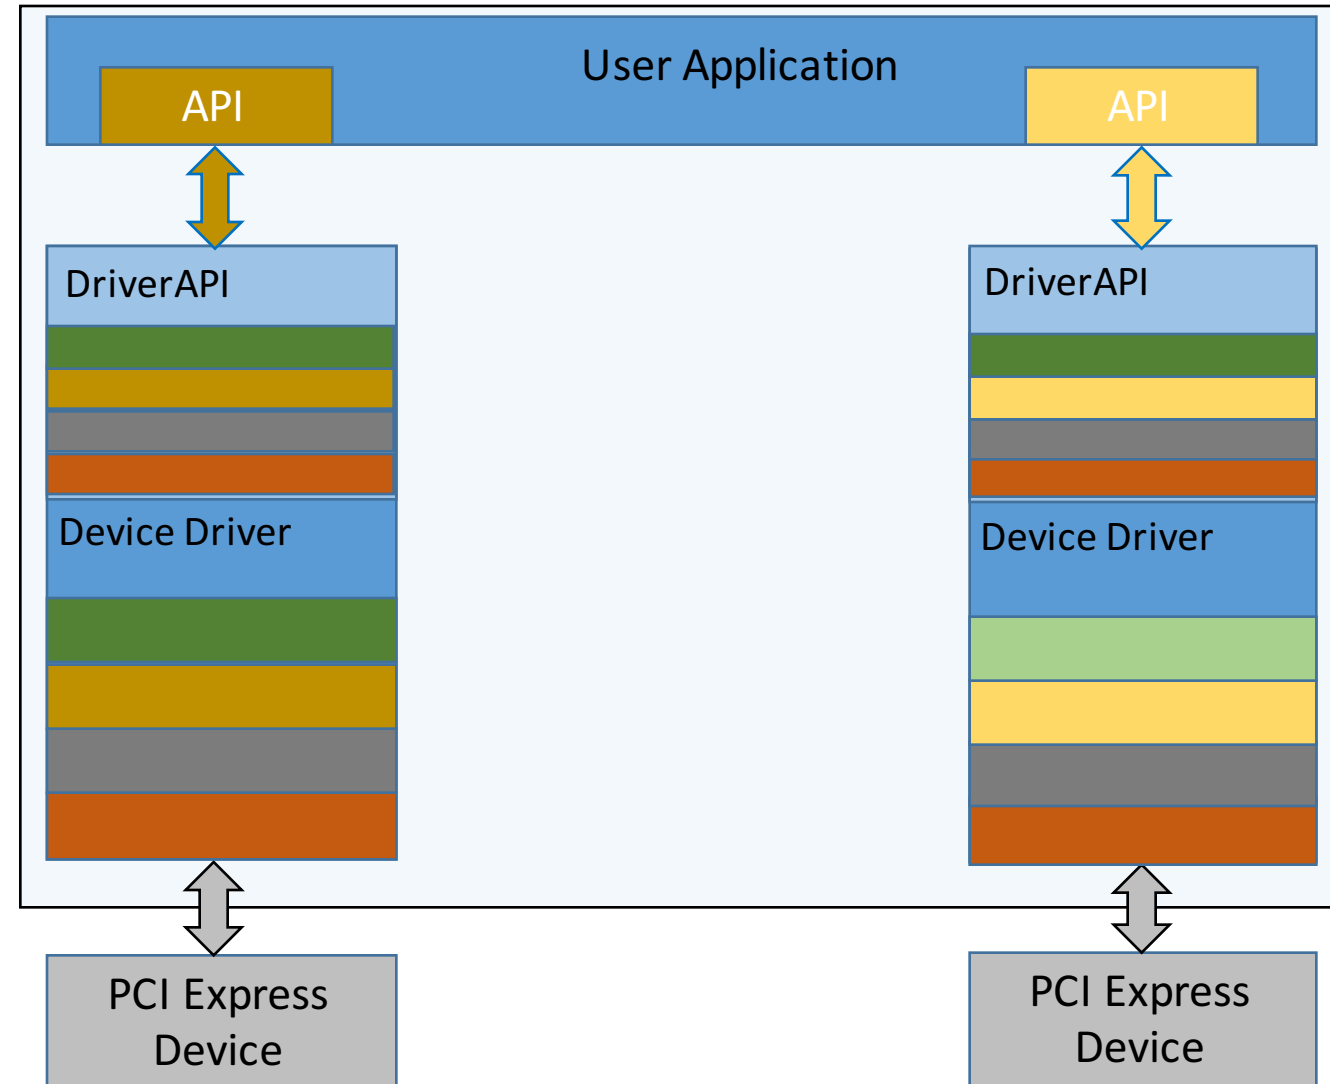 User Application
API
API
DriverAPI
DriverAPI
Device Driver
Device Driver
PCI Express
Device
PCI Express
Device